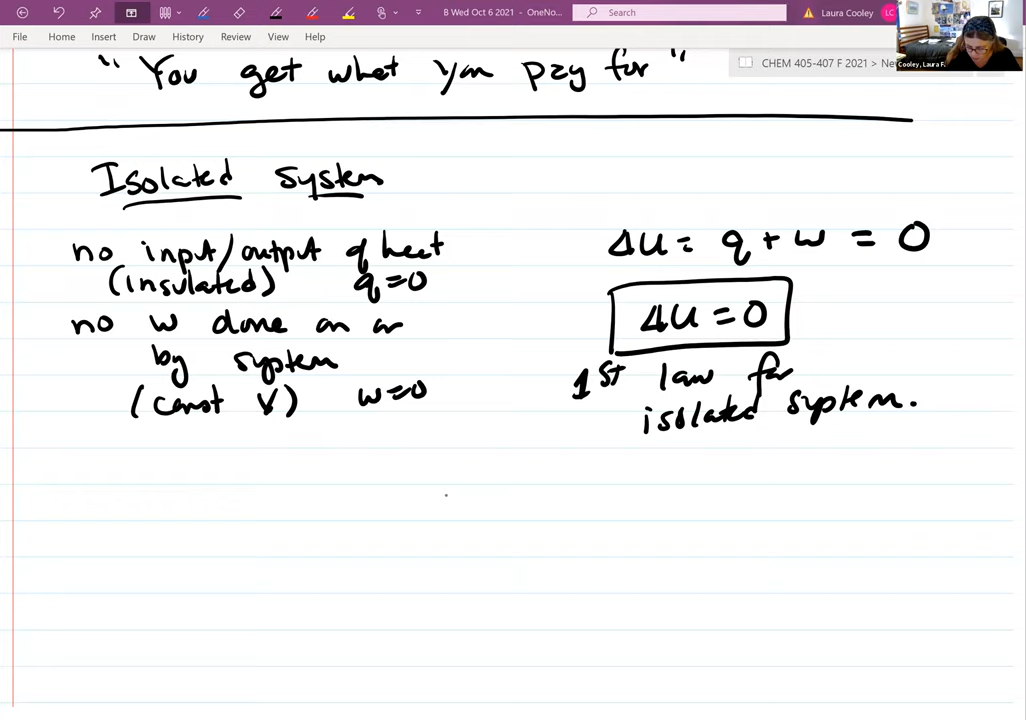 B Wed Oct 6 2021 - OneNo...
Search
Laura Cooley
LC
File Home Insert Draw History Review View Help
Cooley, Laura F.
CHEM 405-407 F 2021 >
"You get what you pay for"
Isolated system
no input/output of heat
(insulated) q=0
no w done on or
by system
(const V) w=0
ΔU = q + w = 0
ΔU = 0
1st law for
isolated system.